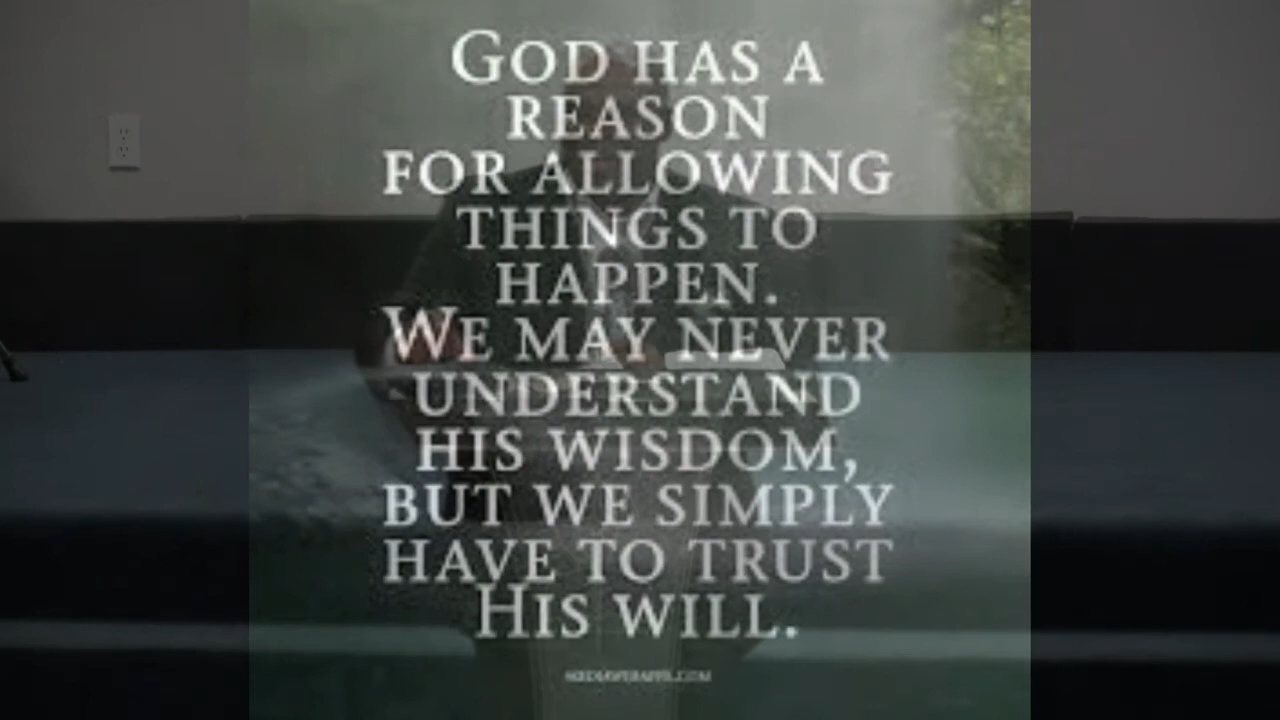 GOD HAS A
REASON
FOR ALLOWING
THINGS TO
HAPPEN.
WE MAY NEVER
UNDERSTAND
HIS WISDOM,
BUT WE SIMPLY
HAVE TO TRUST
HIS WILL.